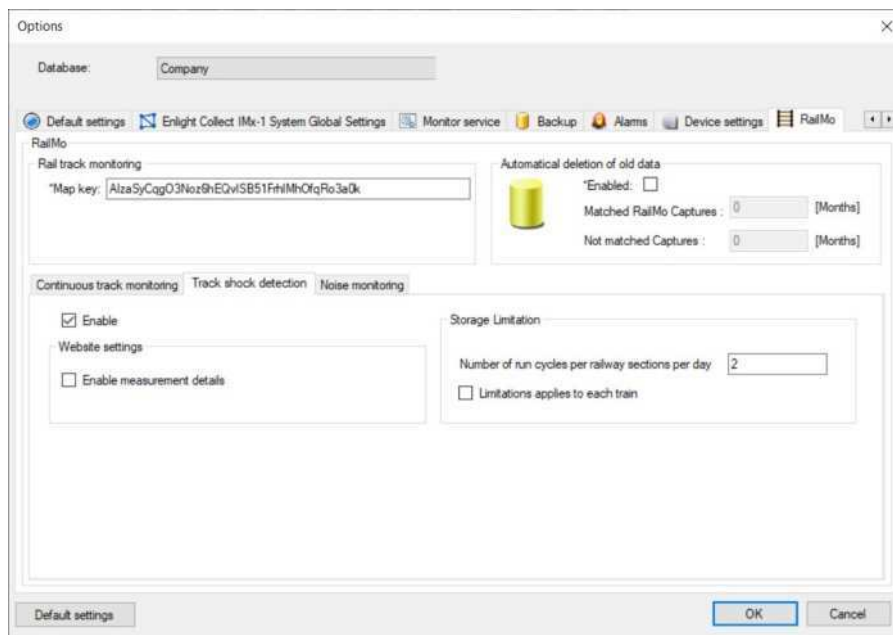 Options
Database: Company
Default settings Enlight Collect IMx-1 System Global Settings Monitor service Backup Alarms Device settings RailMo
RailMo
Rail track monitoring
*Map key: AIzaSyCqgO3Noz6hEQvISB51FrhlMhOfqRo3a0k
Automatical deletion of old data
*Enabled:
Matched RailMo Captures : 0 [Months]
Not matched Captures : 0 [Months]
Continuous track monitoring Track shock detection Noise monitoring
Enable
Website settings
Enable measurement details
Storage Limitation
Number of run cycles per railway sections per day 2
Limitations applies to each train
Default settings OK Cancel